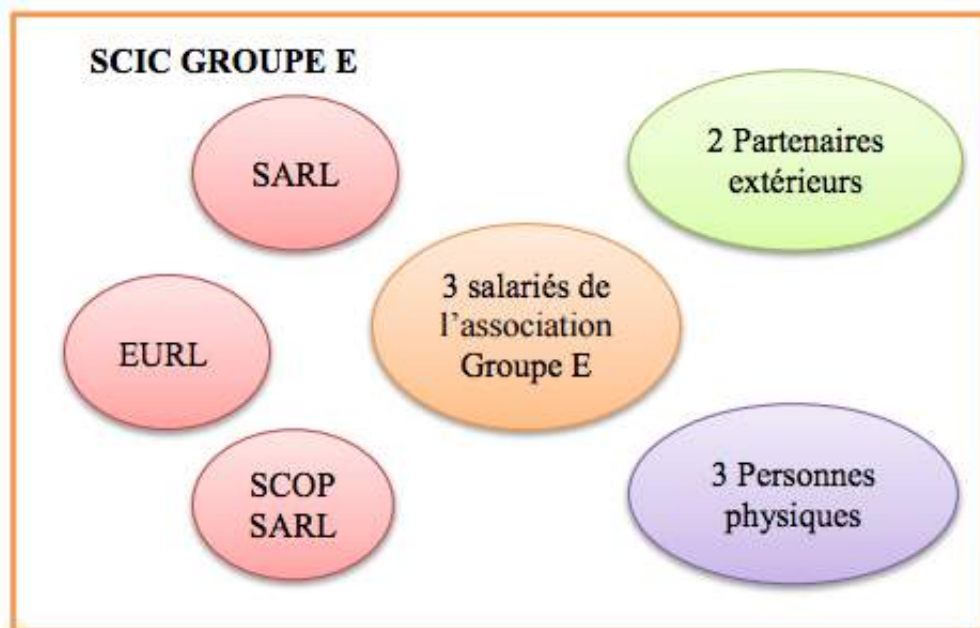 SCIC GROUPE E
SARL
2 Partenaires
extérieurs
3 salariés de
l’association
Groupe E
EURL
SCOP
SARL
3 Personnes
physiques